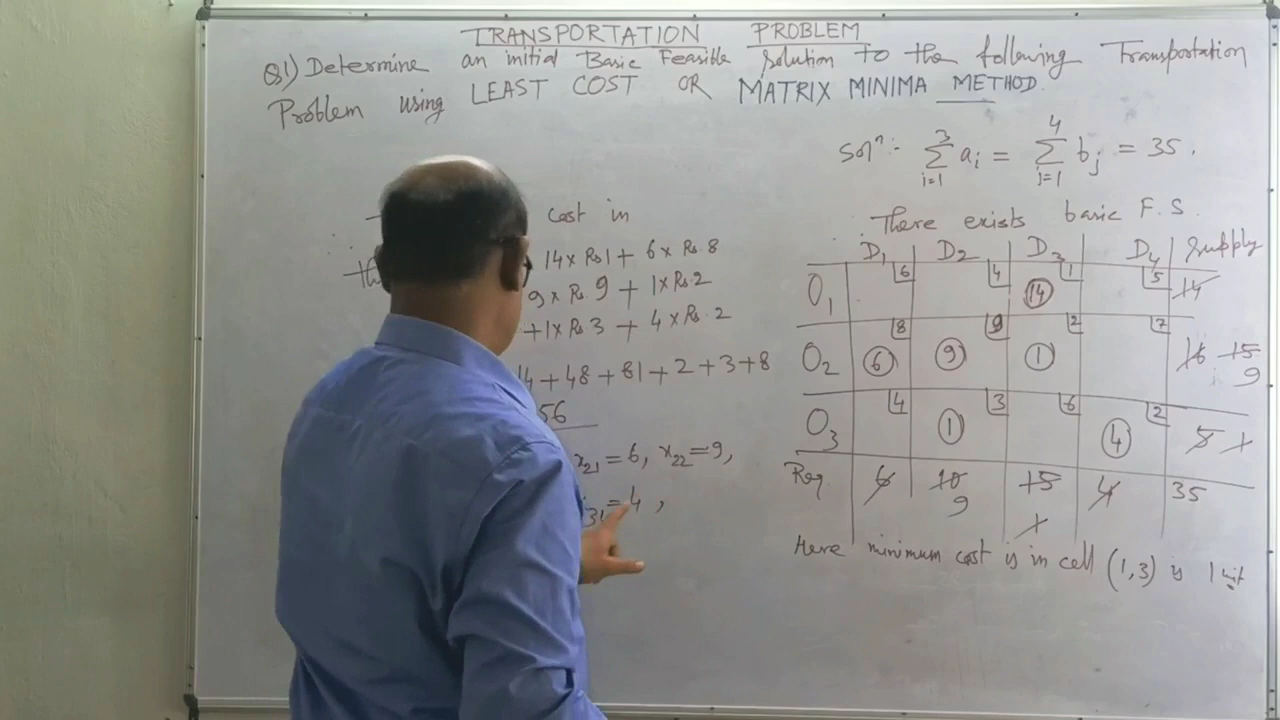 TRANSPORTATION PROBLEM
Q1) Determine an initial Basic Feasible Solution to the following Transportation
Problem using LEAST COST OR MATRIX MINIMA METHOD.
Solⁿ:- ∑ᵢ₌₁³ aᵢ = ∑ⱼ₌₁⁴ bⱼ = 35.
There exists basic F.S.
cost in
14 x Rs 1 + 6 x Rs. 8
9 x Rs. 9 + 1 x Rs. 2
+ 1 x Rs 3 + 4 x Rs. 2
14 + 48 + 81 + 2 + 3 + 8
56
x₂₁ = 6, x₂₂ = 9,
₃₁ = 4,
D₁ D₂ D₃ D₄ Supply
O₁ 6 4 14 1 5 14
O₂ 6 8 9 9 1 2 7 16 15 9
O₃ 4 1 3 6 4 2 5 1
Req 6 10 9 15 1 4 35
Here minimum cost is in cell (1,3) is 1 unit